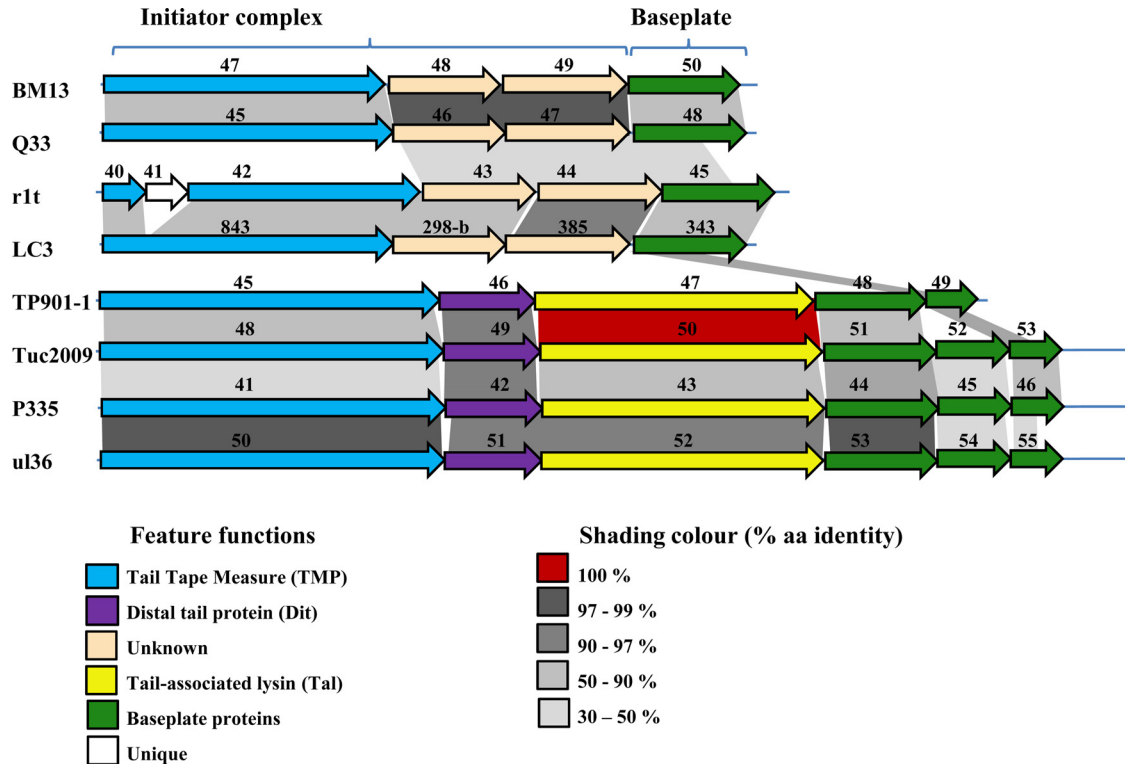 Initiator complex Baseplate
47 48 49 50
BM13
45 46 47 48
Q33
40 41 42 43 44 45
r1t
843 298-b 385 343
LC3
45 46 47 48 49
TP901-1
48 49 50 51 52 53
Tuc2009
41 42 43 44 45 46
P335
50 51 52 53 54 55
ul36
Feature functions
Tail Tape Measure (TMP)
Distal tail protein (Dit)
Unknown
Tail-associated lysin (Tal)
Baseplate proteins
Unique
Shading colour (% aa identity)
100 %
97 - 99 %
90 - 97 %
50 - 90 %
30 – 50 %